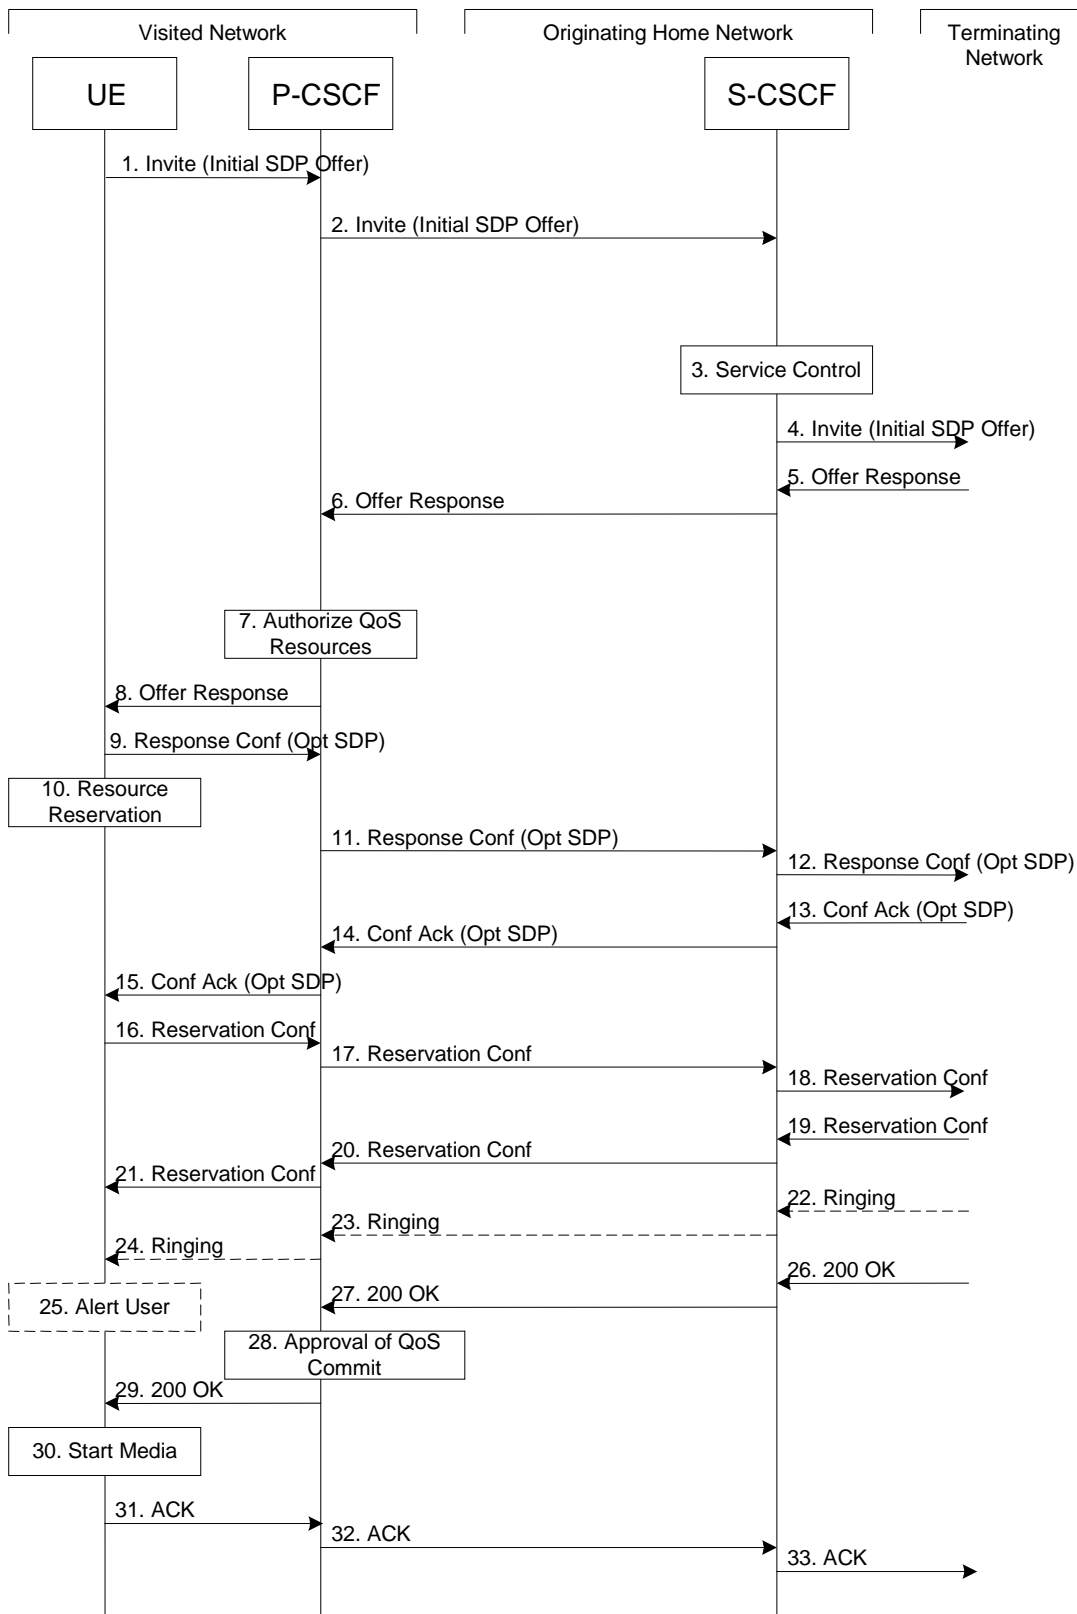 Visited Network
Originating Home Network
Terminating
Network
UE
P-CSCF
S-CSCF
1. Invite (Initial SDP Offer)
2. Invite (Initial SDP Offer)
3. Service Control
4. Invite (Initial SDP Offer)
5. Offer Response
6. Offer Response
7. Authorize QoS
Resources
8. Offer Response
9. Response Conf (Opt SDP)
10. Resource
Reservation
11. Response Conf (Opt SDP)
12. Response Conf (Opt SDP)
13. Conf Ack (Opt SDP)
14. Conf Ack (Opt SDP)
15. Conf Ack (Opt SDP)
16. Reservation Conf
17. Reservation Conf
18. Reservation Conf
19. Reservation Conf
20. Reservation Conf
21. Reservation Conf
22. Ringing
23. Ringing
24. Ringing
25. Alert User
26. 200 OK
27. 200 OK
28. Approval of QoS
Commit
29. 200 OK
30. Start Media
31. ACK
32. ACK
33. ACK